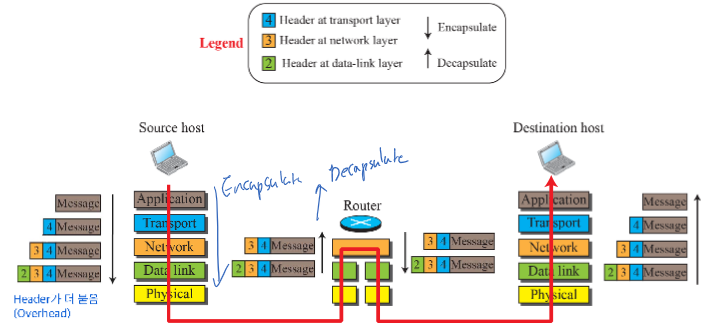 4 Header at transport layer
Legend
3 Header at network layer
2 Header at data-link layer
Encapsulate
Decapsulate
Source host
Destination host
Encapsulate
Decapsulate
Router
Message
4 Message
3 4 Message
2 3 4 Message
Header가 더 붙음
(Overhead)
Application
Transport
Network
Data link
Physical
3 4 Message
2 3 4 Message
3 4 Message
2 3 4 Message
Application
Transport
Network
Data link
Physical
Message
4 Message
3 4 Message
2 3 4 Message